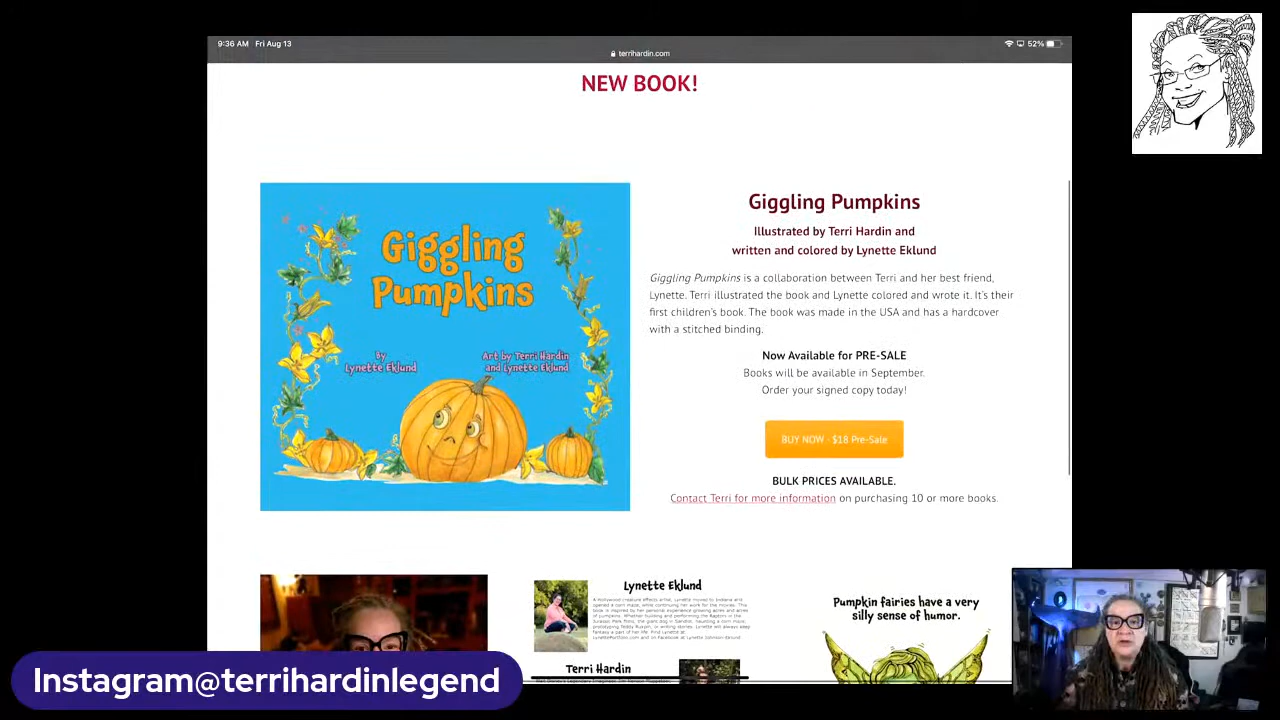 9:36 AM Fri Aug 13
terrihardin.com
52%
NEW BOOK!
Giggling
Pumpkins
By
Lynette Eklund
Art by Terri Hardin
and Lynette Eklund
Giggling Pumpkins
Illustrated by Terri Hardin and
written and colored by Lynette Eklund
Giggling Pumpkins is a collaboration between Terri and her best friend,
Lynette. Terri illustrated the book and Lynette colored and wrote it. It's their
first children's book. The book was made in the USA and has a hardcover
with a stitched binding.
Now Available for PRE-SALE
Books will be available in September.
Order your signed copy today!
BUY NOW - $18 Pre-Sale
BULK PRICES AVAILABLE.
Contact Terri for more information on purchasing 10 or more books.
Lynette Eklund
Terri Hardin
Pumpkin fairies have a very
silly sense of humor.
Instagram@terrihardinlegend